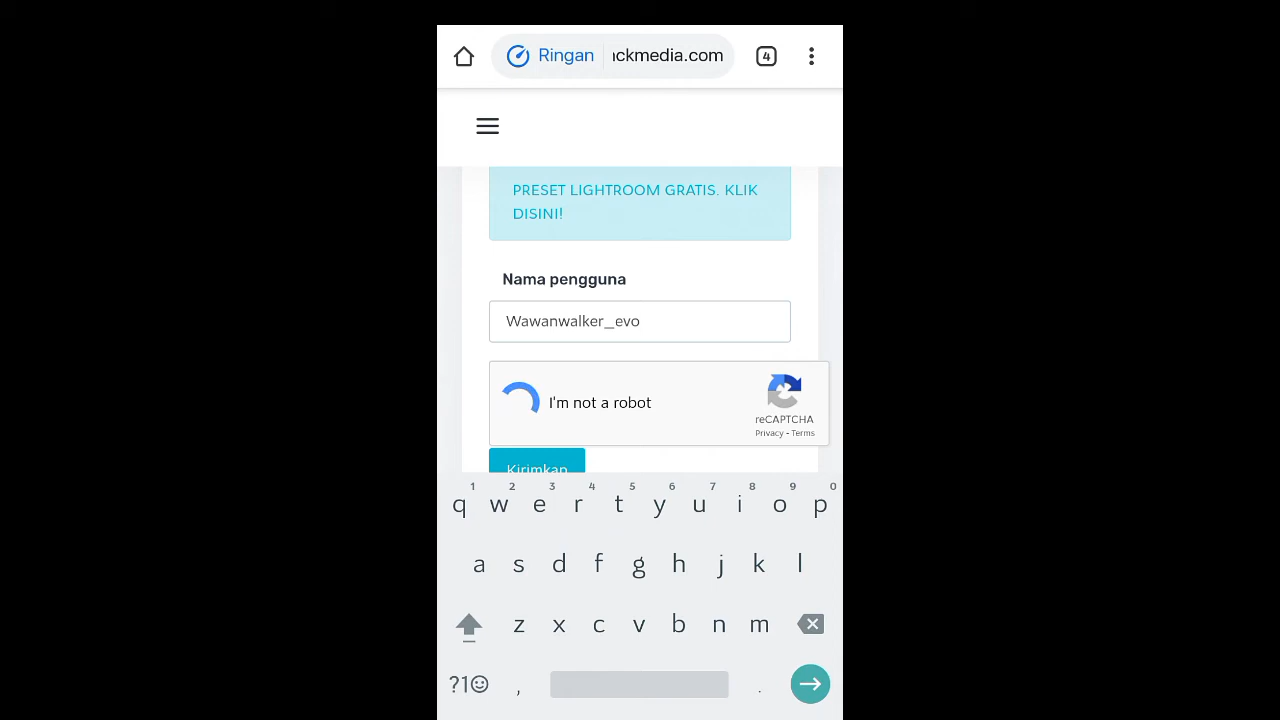 Ringan
ckmedia.com
4
PRESET LIGHTROOM GRATIS. KLIK
DISINI!
Nama pengguna
Wawanwalker_evo
I'm not a robot
reCAPTCHA
Privacy - Terms
Kirimkan
1 2 3 4 5 6 7 8 9 0
q w e r t y u i o p
a s d f g h j k l
z x c v b n m
?1 , .